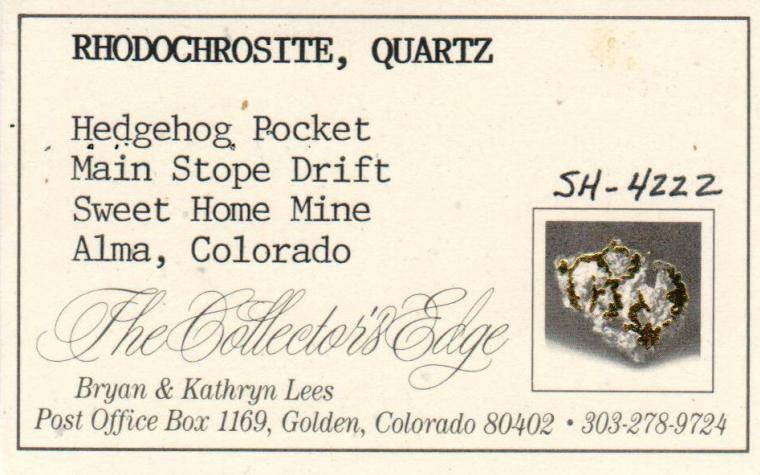 RHODOCHROSITE, QUARTZ
Hedgehog Pocket
Main Stope Drift
Sweet Home Mine
Alma, Colorado
SH-4222
The Collector's Edge
Bryan & Kathryn Lees
Post Office Box 1169, Golden, Colorado 80402 • 303-278-9724